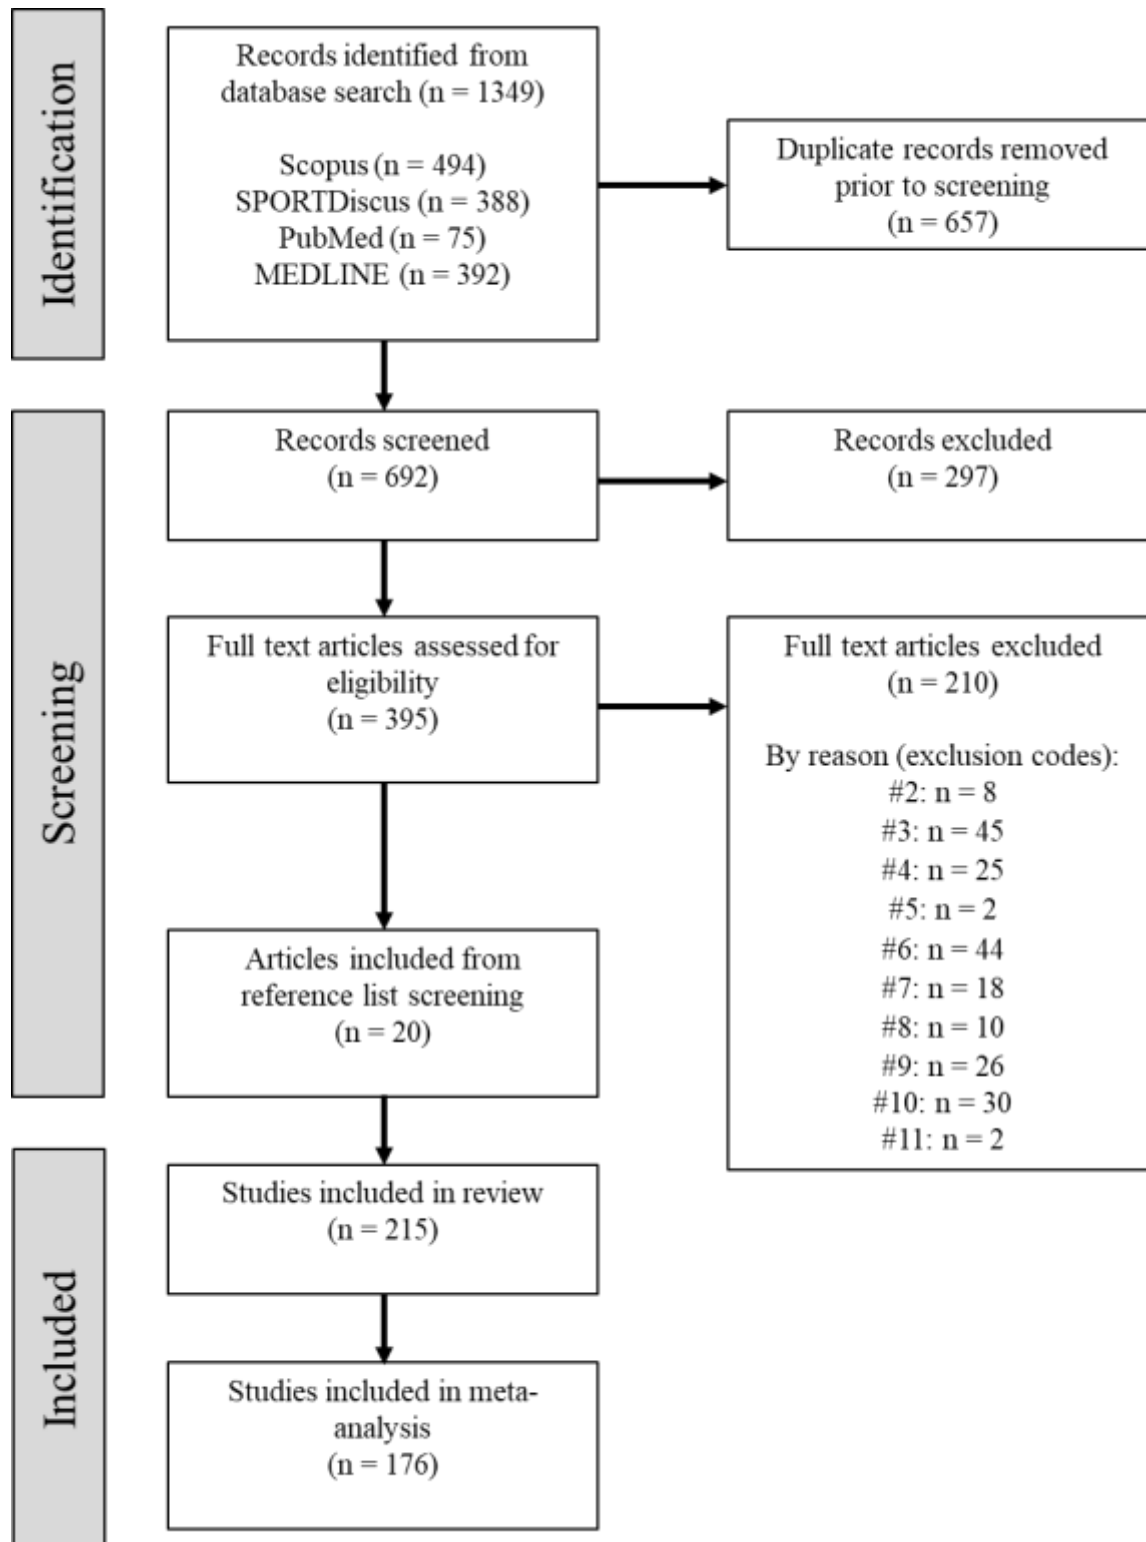 Identification
Records identified from
database search (n = 1349)
Scopus (n = 494)
SPORTDiscus (n = 388)
PubMed (n = 75)
MEDLINE (n = 392)
Duplicate records removed
prior to screening
(n = 657)
Screening
Records screened
(n = 692)
Records excluded
(n = 297)
Full text articles assessed for
eligibility
(n = 395)
Full text articles excluded
(n = 210)
By reason (exclusion codes):
#2: n = 8
#3: n = 45
#4: n = 25
#5: n = 2
#6: n = 44
#7: n = 18
#8: n = 10
#9: n = 26
#10: n = 30
#11: n = 2
Articles included from
reference list screening
(n = 20)
Included
Studies included in review
(n = 215)
Studies included in meta-
analysis
(n = 176)